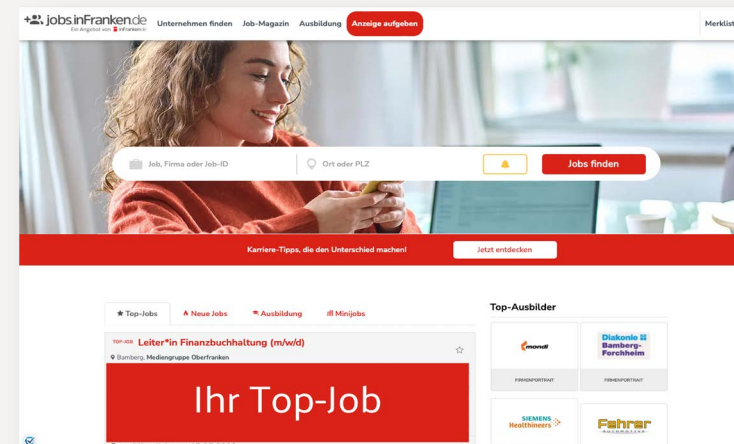 jobs.inFranken.de
Ein Angebot von inFranken.de
Unternehmen finden
Job-Magazin
Ausbildung
Anzeige aufgeben
Merklist
Job, Firma oder Job-ID
Ort oder PLZ
Jobs finden
Karriere-Tipps, die den Unterschied machen!
Jetzt entdecken
Top-Jobs
Neue Jobs
Ausbildung
Minijobs
TOP-JOB Leiter*in Finanzbuchhaltung (m/w/d)
Bamberg, Mediengruppe Oberfranken
Ihr Top-Job
Top-Ausbilder
mondi
FIRMENPORTRAIT
Diakonie
Bamberg-
Forchheim
FIRMENPORTRAIT
SIEMENS
Healthineers
Fehrer